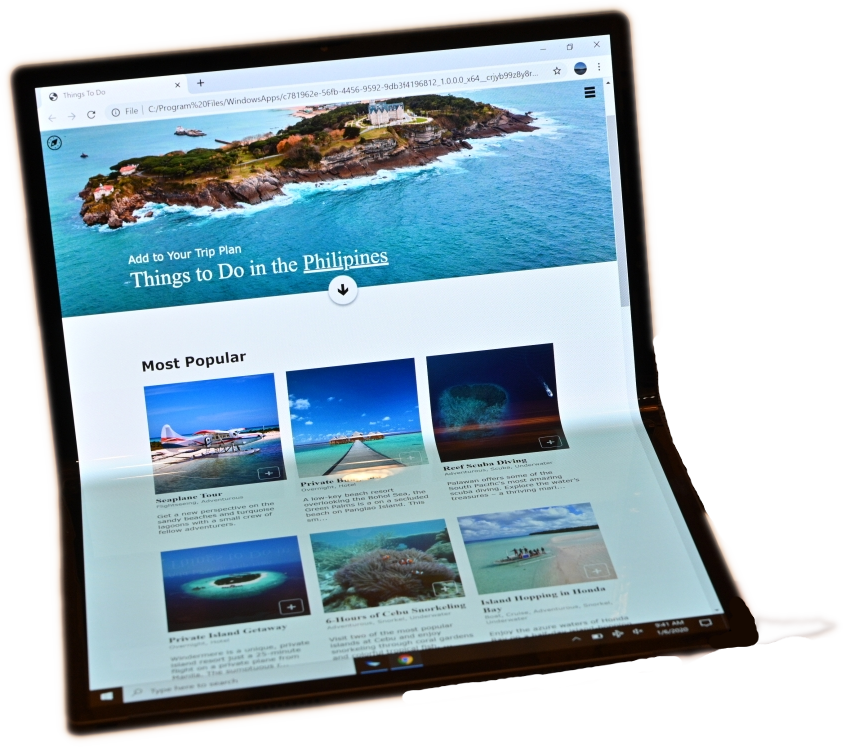 Things To Do
File | C:/Program%20Files/WindowsApps/c781962e-56fb-4456-9592-9db3f4196812_1.0.0.0_x64__crjyb99z8y8r...
Add to Your Trip Plan
Things to Do in the Philipines
Most Popular
Seaplane Tour
Flightseeing, Adventurous
Get a new perspective on the
sandy beaches and turquoise
lagoons with a small crew of
fellow adventurers.
Private
Overnight, Hotel
A low-key beach resort
overlooking the Bohol Sea, the
Green Palms is a on a secluded
beach on Panglao Island. This
sm...
Reef Scuba Diving
Adventurous, Scuba, Underwater
Palawan offers some of the
South Pacific's most amazing
scuba diving. Explore the water's
treasures – a thriving mari...
Private Island Getaway
Overnight, Hotel
Windermere is a unique, private
island resort just a 25-minute
flight on a private plane from
Manila. The sumptuous r...
6-Hours of Cebu Snorkeling
Adventurous, Snorkel, Underwater
Visit two of the most popular
islands at Cebu and enjoy
snorkeling through coral gardens
and colorful tropical fish
Island Hopping in Honda
Bay
Boat, Cruise, Adventurous, Snorkel,
Underwater
Enjoy the azure waters of Honda
Type here to search
9:41 AM
1/6/2020